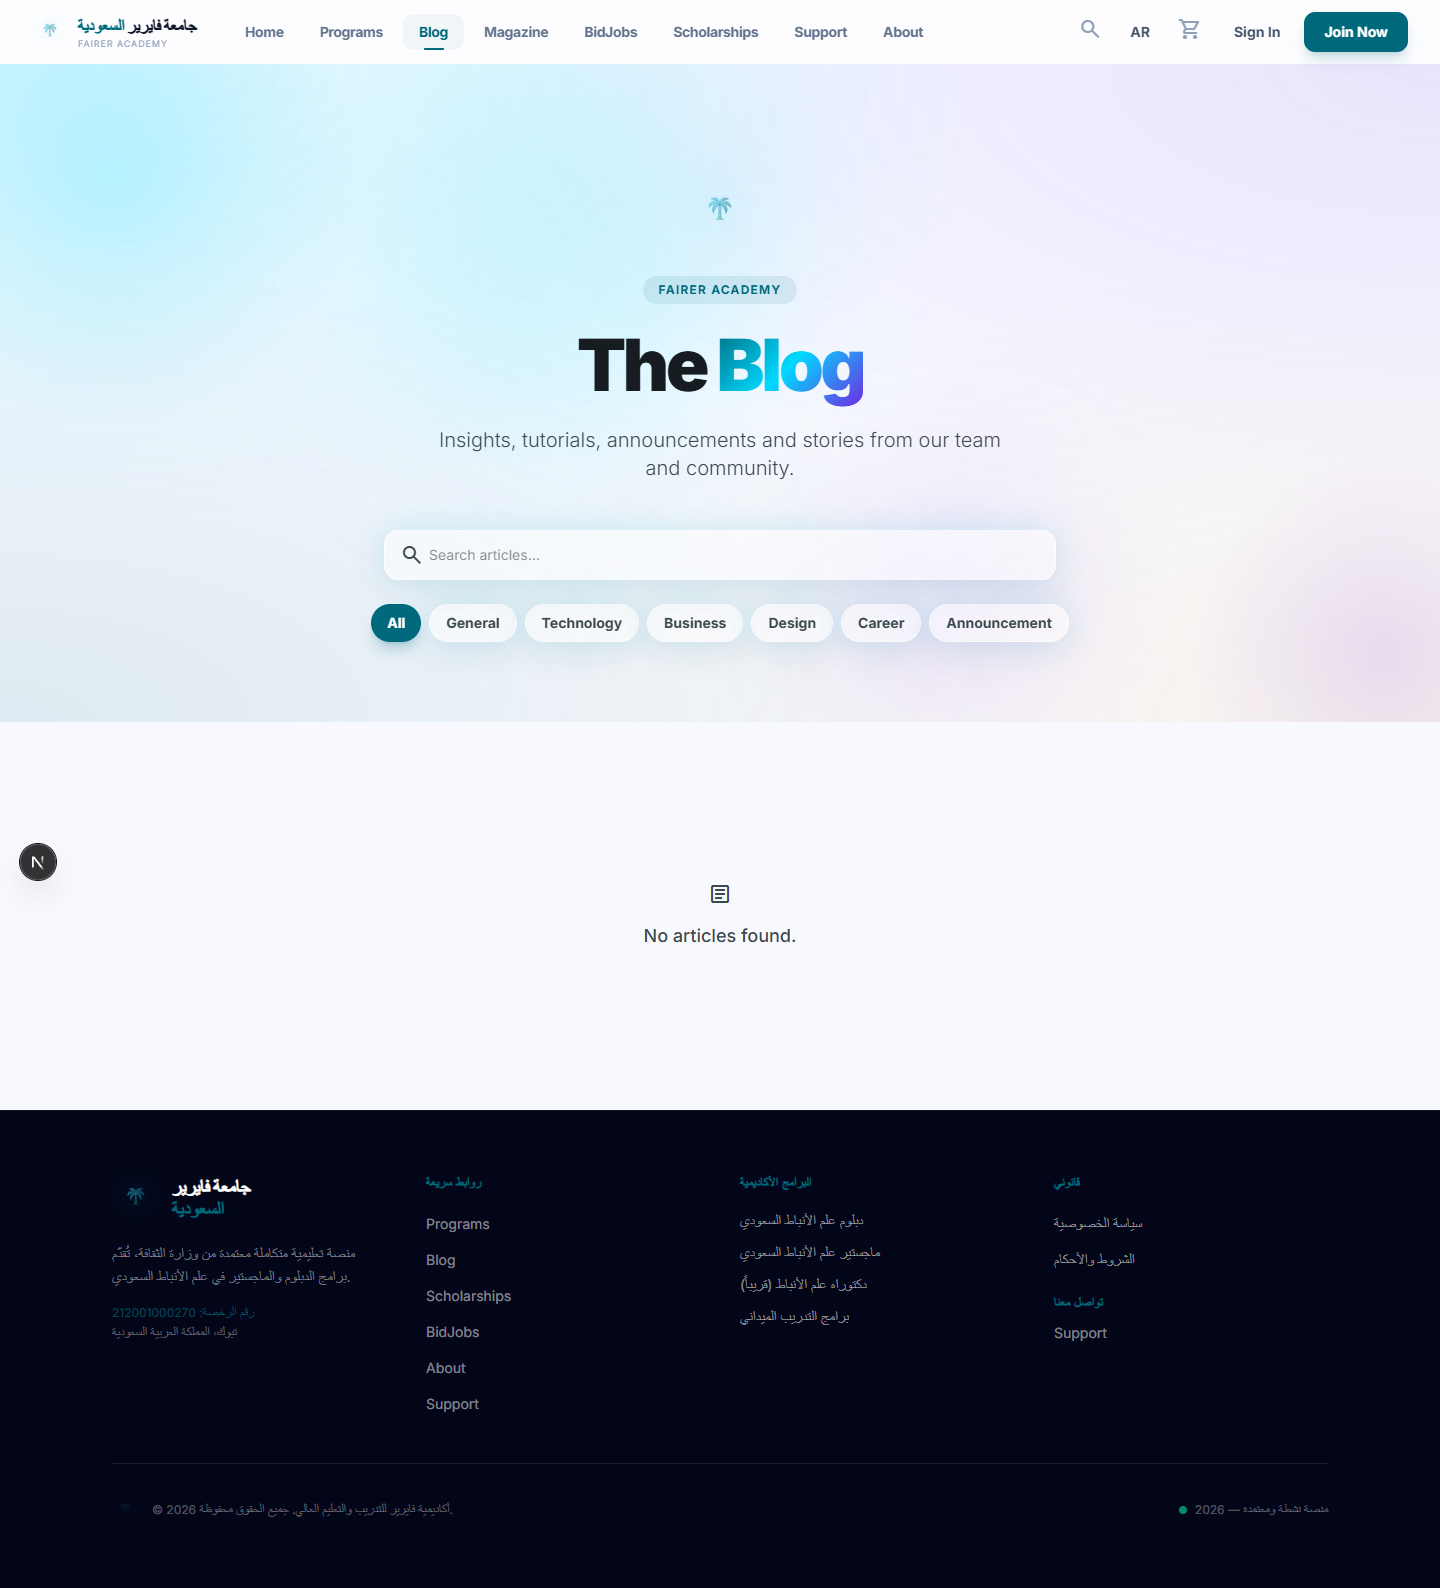 جامعة فايرير السعودية
FAIRER ACADEMY
Home
Programs
Blog
Magazine
BidJobs
Scholarships
Support
About
AR
Sign In
Join Now
FAIRER ACADEMY
The Blog
Insights, tutorials, announcements and stories from our team
and community.
Search articles...
All
General
Technology
Business
Design
Career
Announcement
N
No articles found.
جامعة فايرير
السعودية
منصة تعليمية متكاملة معتمدة من وزارة الثقافة، تُقدّم
برامج الدبلوم والماجستير في علم الأنباط السعودي.
رقم الرخصة: 212001000270
تبوك، المملكة العربية السعودية
روابط سريعة
Programs
Blog
Scholarships
BidJobs
About
Support
البرامج الأكاديمية
دبلوم علم الأنباط السعودي
ماجستير علم الأنباط السعودي
دكتوراه علم الأنباط (قريباً)
برامج التدريب الميداني
قانوني
سياسة الخصوصية
الشروط والأحكام
تواصل معنا
Support
© 2026 أكاديمية فايرير للتدريب والتعليم العالي. جميع الحقوق محفوظة.
منصة نشطة ومعتمدة — 2026